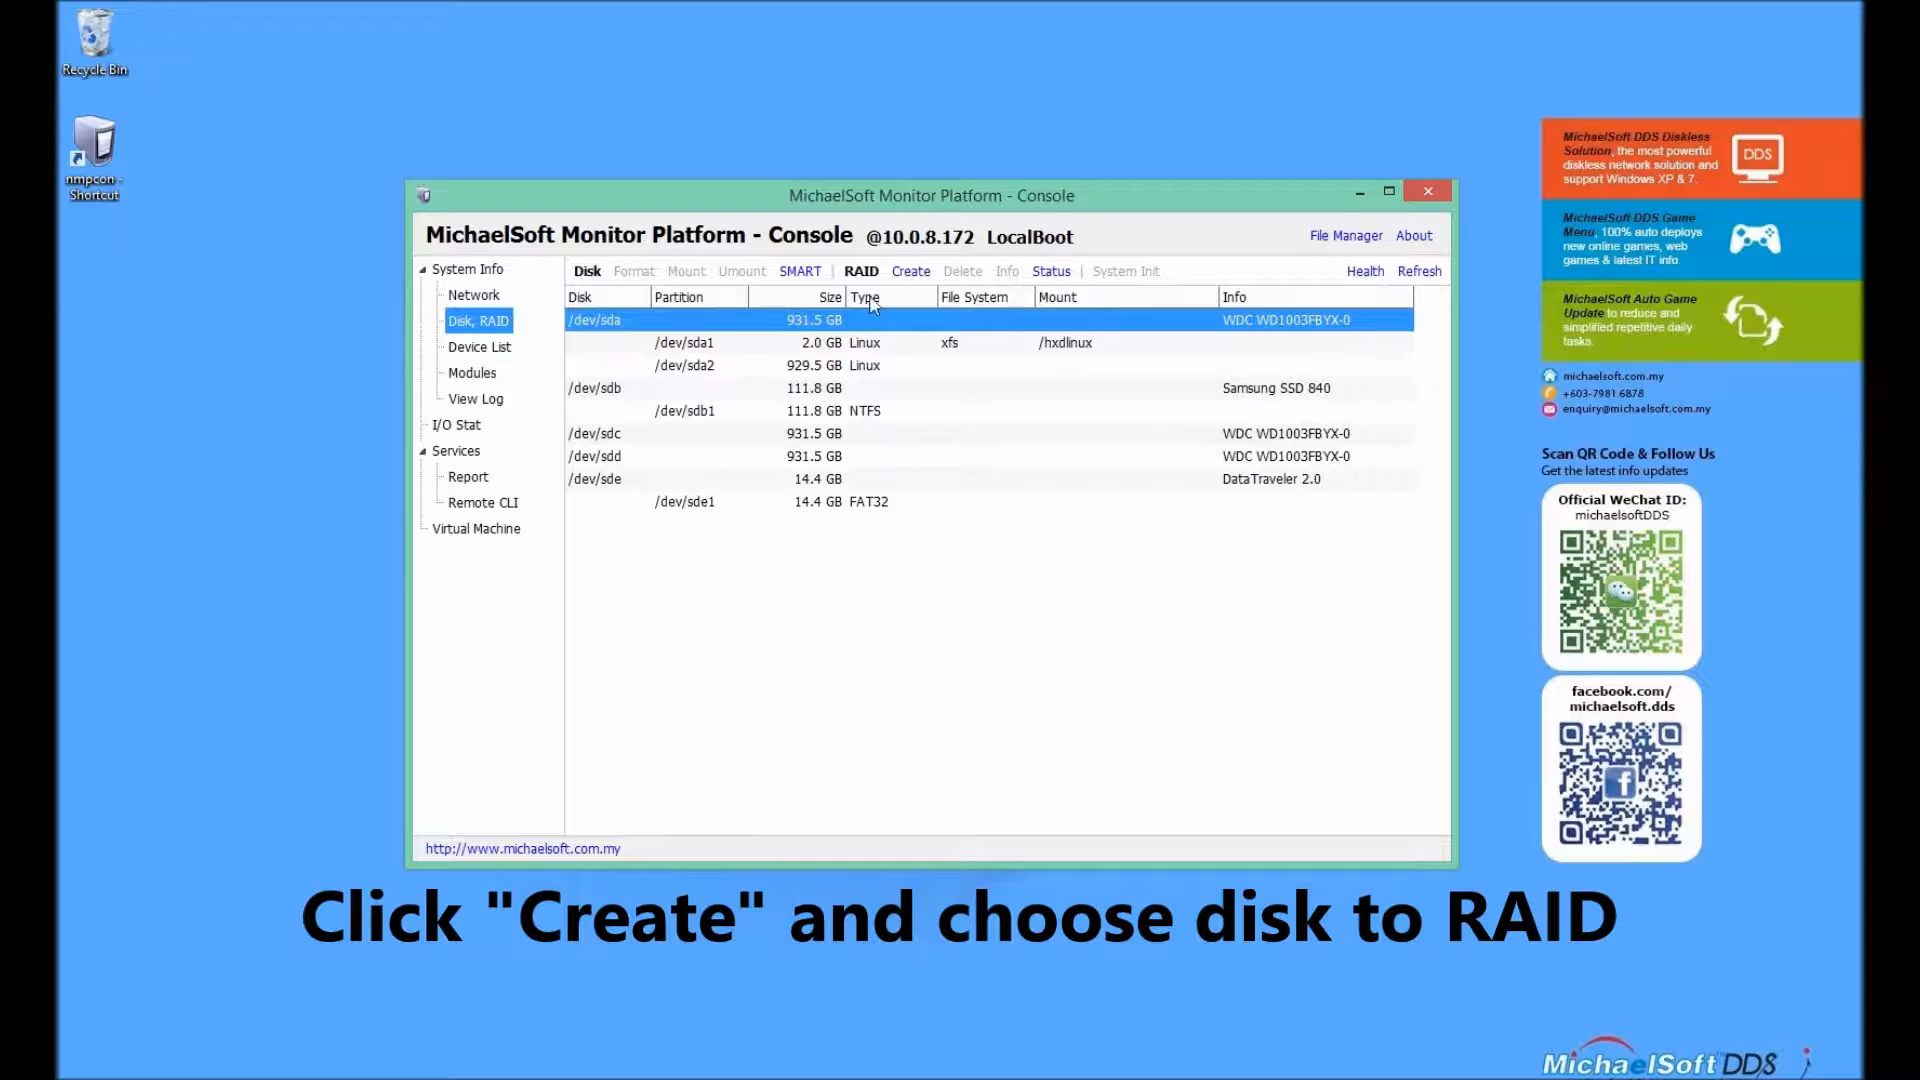 Recycle Bin
nmpcon -
Shortcut
MichaelSoft Monitor Platform - Console
MichaelSoft Monitor Platform - Console @10.0.8.172 LocalBoot File Manager About
System Info
Network
Disk, RAID
Device List
Modules
View Log
I/O Stat
Services
Report
Remote CLI
Virtual Machine
Disk Format Mount Umount SMART | RAID Create Delete Info Status | System Init Health Refresh
Disk Partition Size Type File System Mount Info
/dev/sda 931.5 GB WDC WD1003FBYX-0
/dev/sda1 2.0 GB Linux xfs /hxdlinux
/dev/sda2 929.5 GB Linux
/dev/sdb 111.8 GB Samsung SSD 840
/dev/sdb1 111.8 GB NTFS
/dev/sdc 931.5 GB WDC WD1003FBYX-0
/dev/sdd 931.5 GB WDC WD1003FBYX-0
/dev/sde 14.4 GB DataTraveler 2.0
/dev/sde1 14.4 GB FAT32
http://www.michaelsoft.com.my
MichaelSoft DDS Diskless
Solution, the most powerful
diskless network solution and
support Windows XP & 7.
DDS
MichaelSoft DDS Game
Menu, 100% auto deploys
new online games, web
games & latest IT info
MichaelSoft Auto Game
Update to reduce and
simplified repetitive daily
tasks.
michaelsoft.com.my
+603-7981 6878
enquiry@michaelsoft.com.my
Scan QR Code & Follow Us
Get the latest info updates
Official WeChat ID:
michaelsoftDDS
facebook.com/
michaelsoft.dds
Click "Create" and choose disk to RAID
MichaelSoft DDS